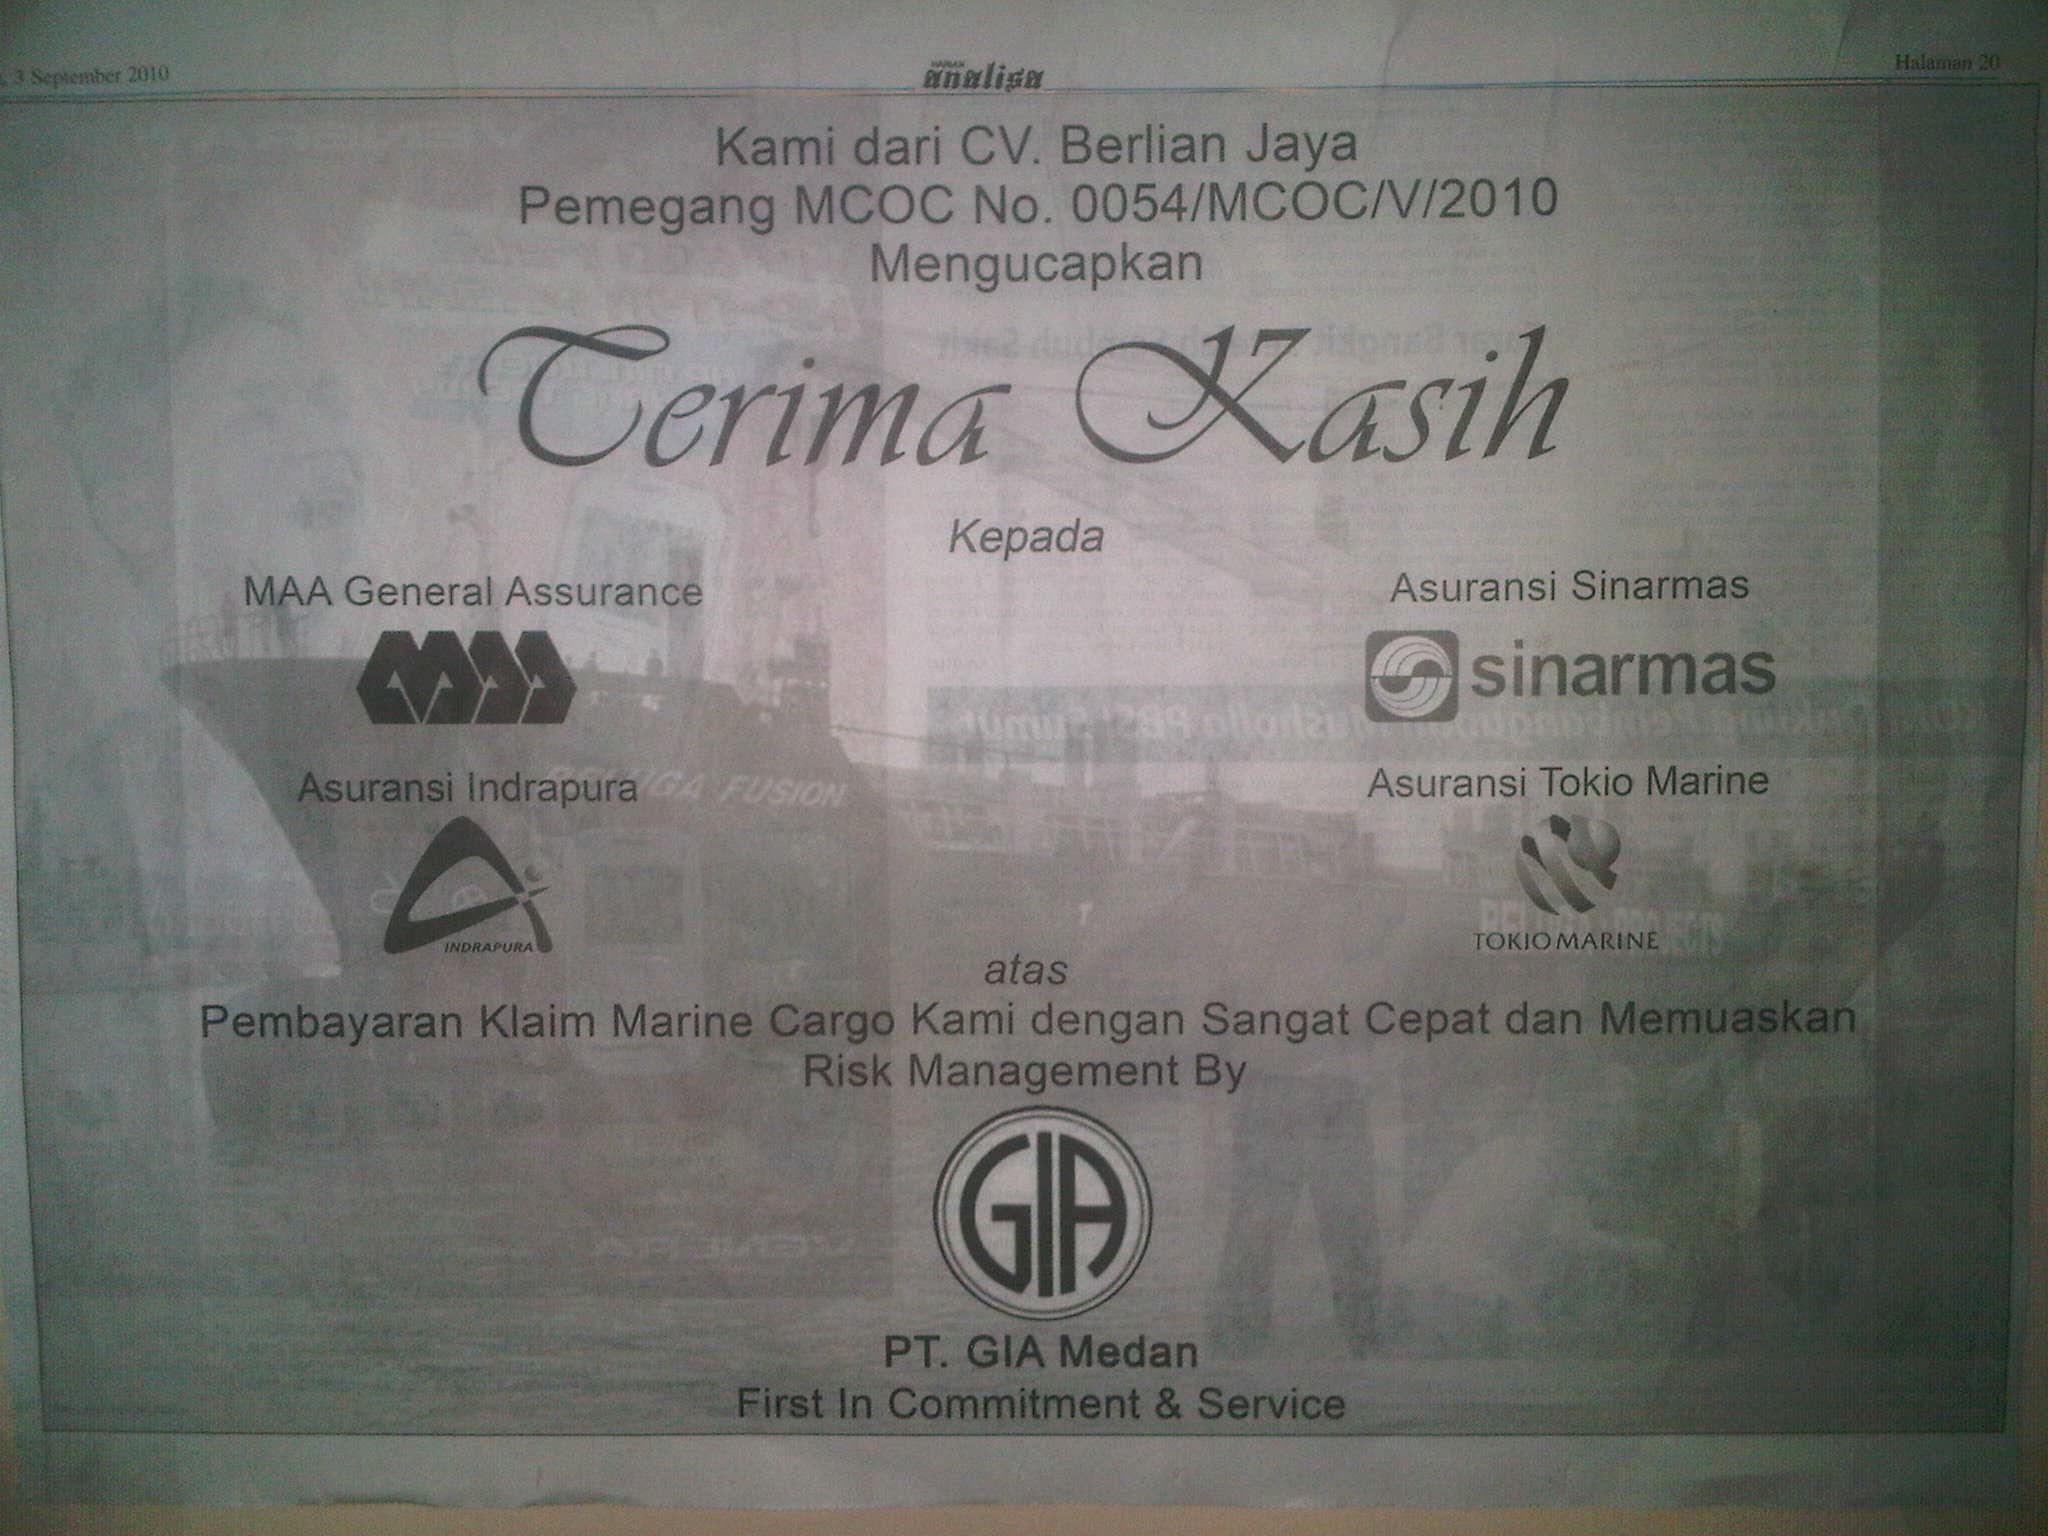 3 September 2010
HARIAN
analisa
Halaman 20
Kami dari CV. Berlian Jaya
Pemegang MCOC No. 0054/MCOC/V/2010
Mengucapkan
Terima Kasih
Kepada
MAA General Assurance
Asuransi Sinarmas
sinarmas
Asuransi Indrapura
FUSION
Asuransi Tokio Marine
INDRAPURA
TOKIO MARINE
atas
Pembayaran Klaim Marine Cargo Kami dengan Sangat Cepat dan Memuaskan
Risk Management By
GIA
PT. GIA Medan
First In Commitment & Service